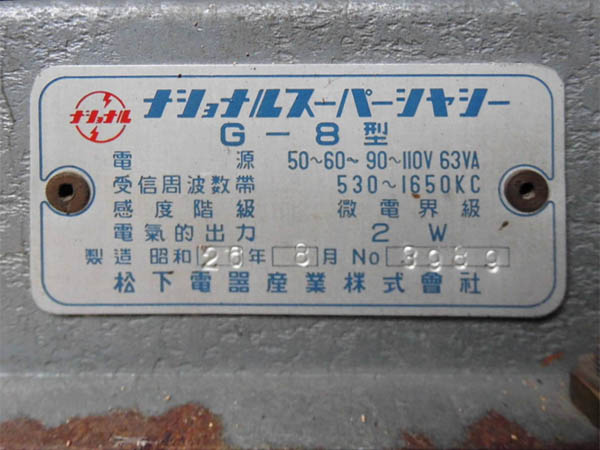 ナショナル
ナショナルスーパーシャシー
G-8型
電源 50~60~ 90~110V 63VA
受信周波数帯 530~1650KC
感度階級 微電界級
電氣的出力 2 W
製造 昭和26年 8月 No 3989
松下電器産業株式會社